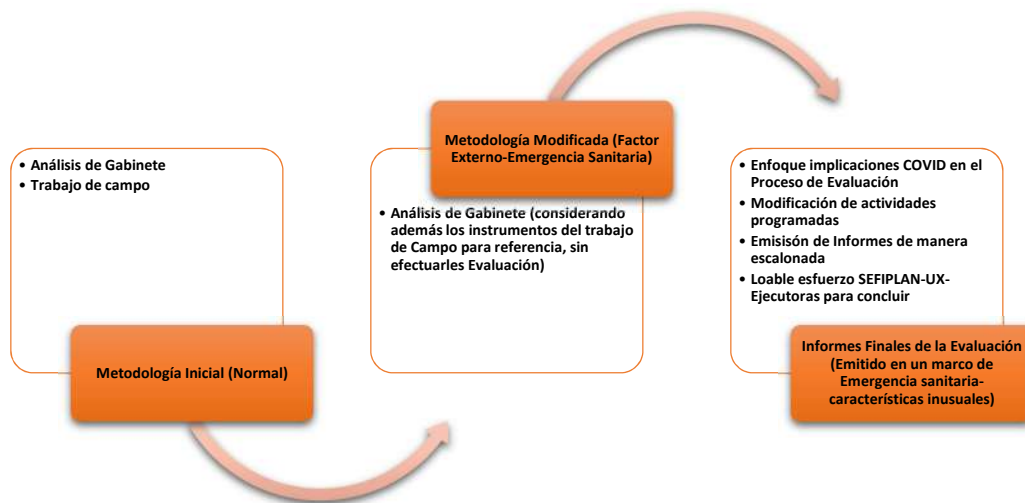 • Análisis de Gabinete
• Trabajo de campo
Metodología Inicial (Normal)
Metodología Modificada (Factor
Externo-Emergencia Sanitaria)
• Análisis de Gabinete (considerando
además los instrumentos del trabajo
de Campo para referencia, sin
efectuarles Evaluación)
• Enfoque implicaciones COVID en el
Proceso de Evaluación
• Modificación de actividades
programadas
• Emisisón de Informes de manera
escalonada
• Loable esfuerzo SEFIPLAN-UX-
Ejecutoras para concluir
Informes Finales de la Evaluación
(Emitido en un marco de
Emergencia sanitaria-
características inusuales)